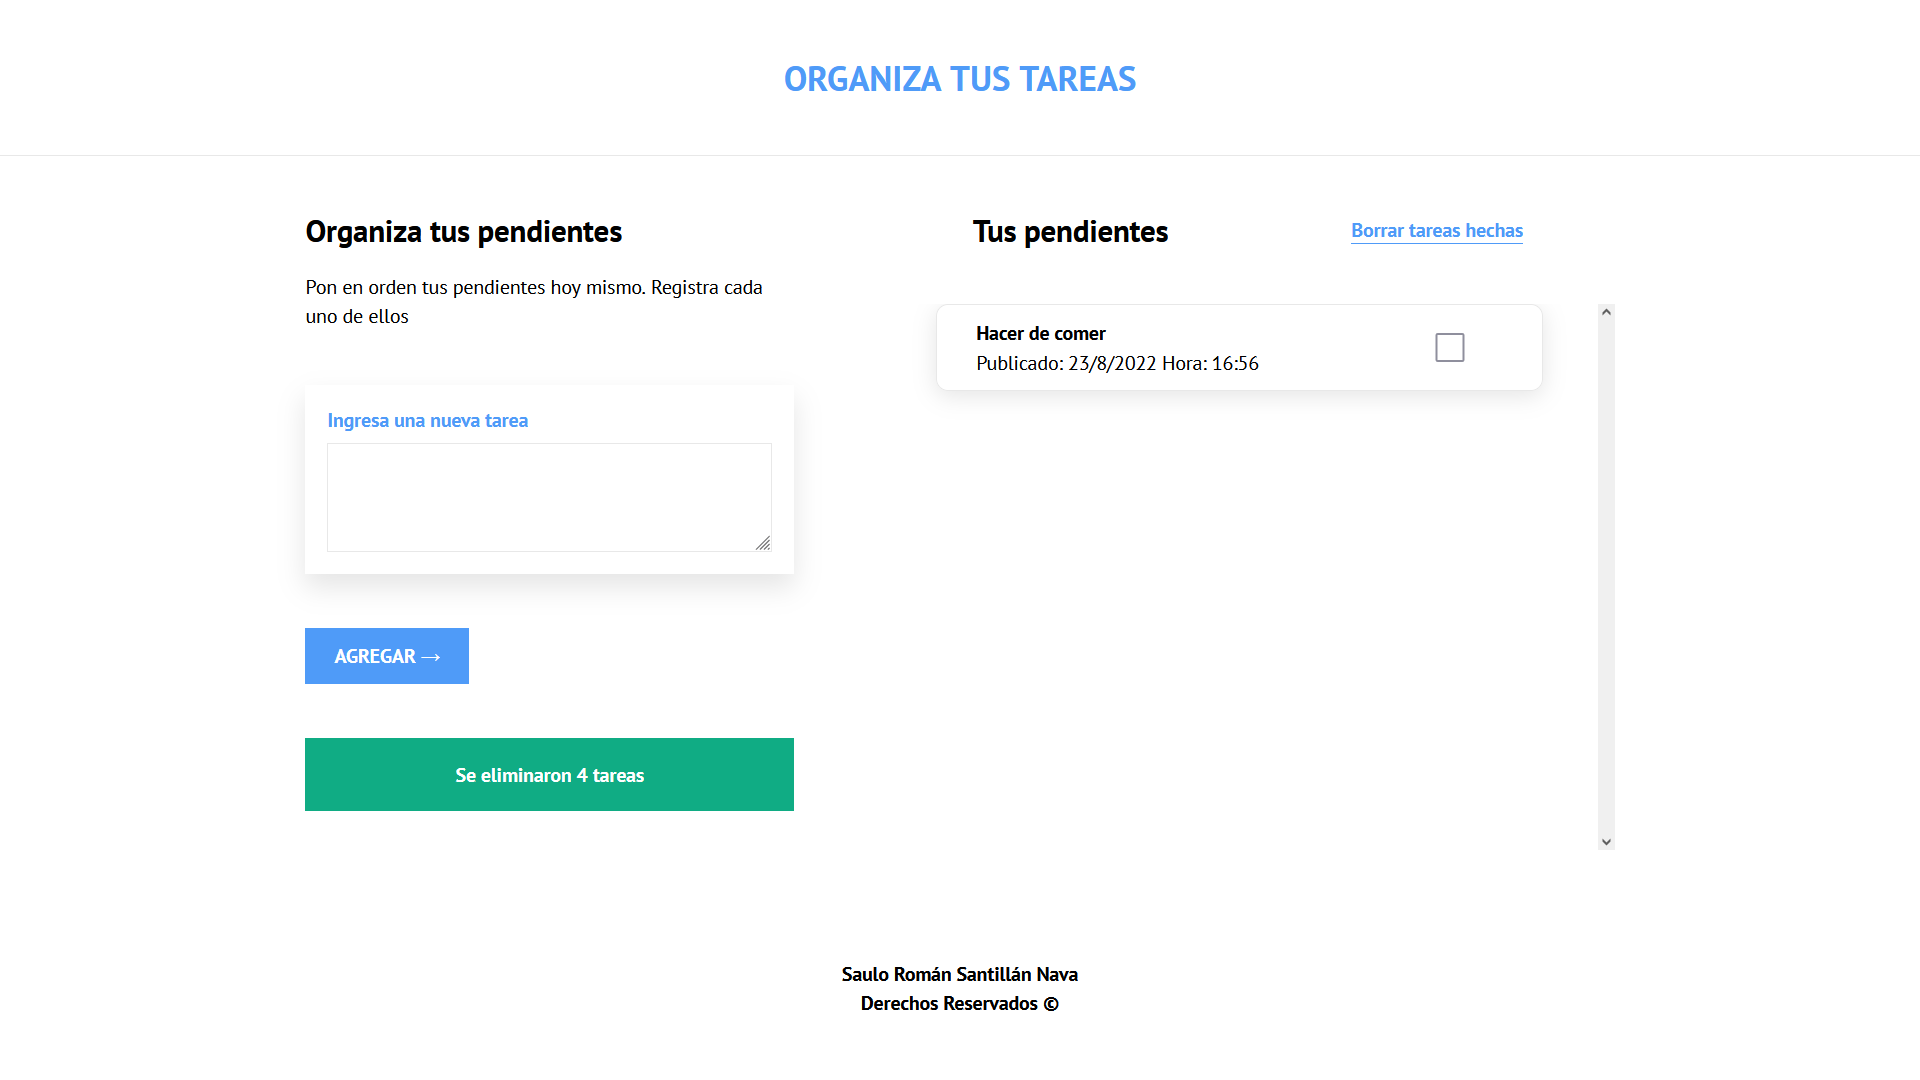 ORGANIZA TUS TAREAS
Organiza tus pendientes
Pon en orden tus pendientes hoy mismo. Registra cada
uno de ellos
Ingresa una nueva tarea
AGREGAR →
Se eliminaron 4 tareas
Tus pendientes
Borrar tareas hechas
Hacer de comer
Publicado: 23/8/2022 Hora: 16:56
Saulo Román Santillán Nava
Derechos Reservados ©